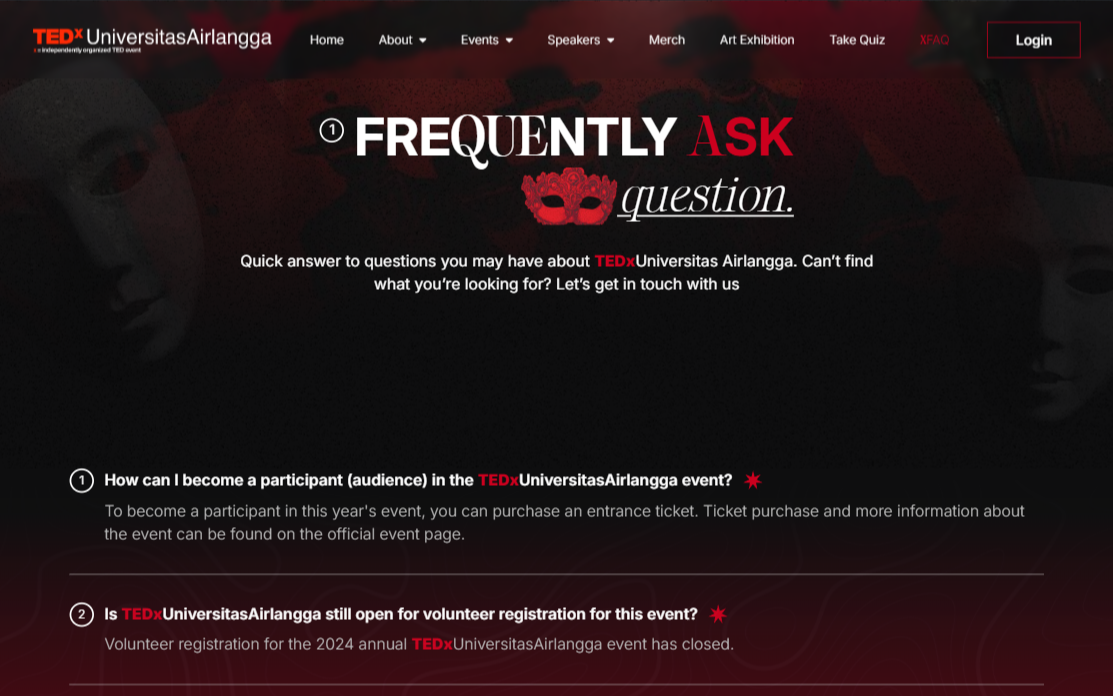 TEDx UniversitasAirlangga
x = independently organized TED event
Home
About
Events
Speakers
Merch
Art Exhibition
Take Quiz
XFAQ
Login
1 FREQUENTLY ASK
question.
Quick answer to questions you may have about TEDxUniversitas Airlangga. Can't find
what you're looking for? Let's get in touch with us
1 How can I become a participant (audience) in the TEDxUniversitasAirlangga event?
To become a participant in this year's event, you can purchase an entrance ticket. Ticket purchase and more information about
the event can be found on the official event page.
2 Is TEDxUniversitasAirlangga still open for volunteer registration for this event?
Volunteer registration for the 2024 annual TEDxUniversitasAirlangga event has closed.